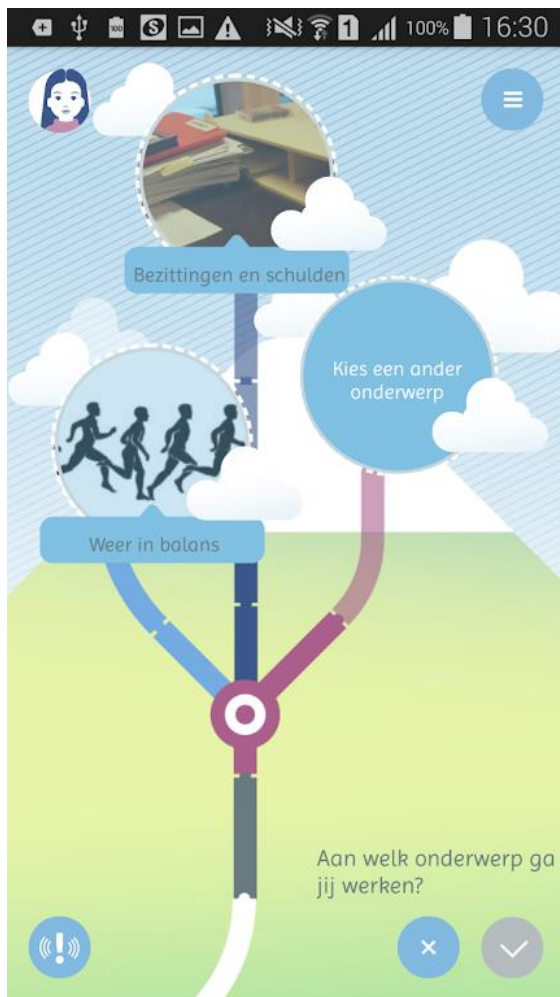 100% 16:30
Bezittingen en schulden
Kies een ander
onderwerp
Weer in balans
Aan welk onderwerp ga
jij werken?